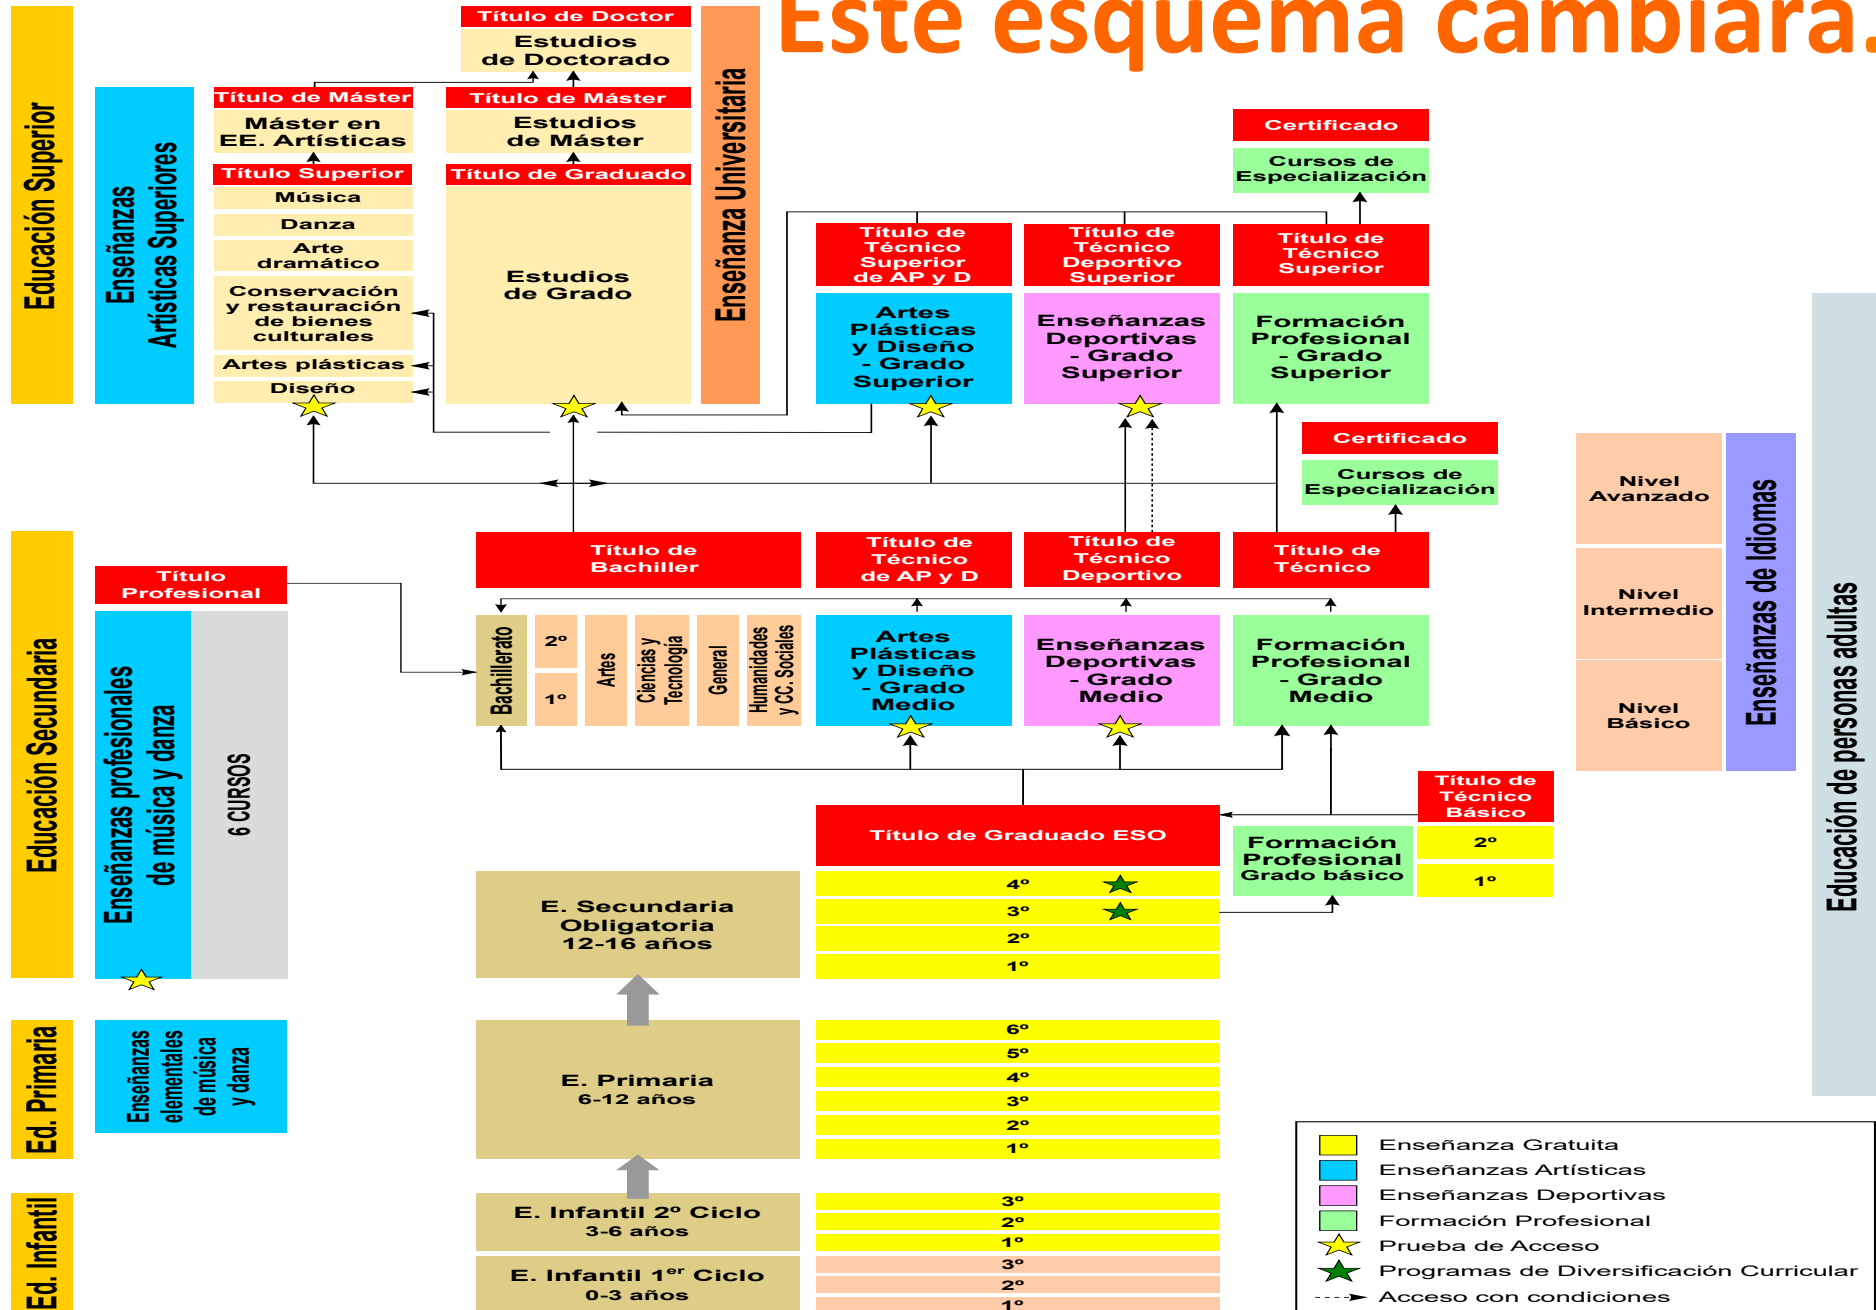 Este esquema cambiará.
Educación Superior
Enseñanzas
Artísticas Superiores
Título de Doctor
Estudios
de Doctorado
Título de Máster
Máster en
EE. Artísticas
Título Superior
Música
Danza
Arte
dramático
Conservación
y restauración
de bienes
culturales
Artes plásticas
Diseño
Título de Máster
Estudios
de Máster
Título de Graduado
Estudios
de Grado
Enseñanza Universitaria
Título de
Técnico
Superior
de AP y D
Artes
Plásticas
y Diseño
- Grado
Superior
Título de
Técnico
Deportivo
Superior
Enseñanzas
Deportivas
- Grado
Superior
Certificado
Cursos de
Especialización
Título de
Técnico
Superior
Formación
Profesional
- Grado
Superior
Certificado
Cursos de
Especialización
Educación Secundaria
Título
Profesional
Enseñanzas profesionales
de música y danza
6 CURSOS
Título de
Bachiller
Bachillerato
2º
1º
Artes
Ciencias y
Tecnología
General
Humanidades
y CC. Sociales
Título de
Técnico
de AP y D
Artes
Plásticas
y Diseño
- Grado
Medio
Título de
Técnico
Deportivo
Enseñanzas
Deportivas
- Grado
Medio
Título de
Técnico
Formación
Profesional
- Grado
Medio
Nivel
Avanzado
Nivel
Intermedio
Nivel
Básico
Enseñanzas de Idiomas
Educación de personas adultas
Título de Graduado ESO
Formación
Profesional
Grado básico
Título de
Técnico
Básico
2º
1º
E. Secundaria
Obligatoria
12-16 años
4º
3º
2º
1º
Ed. Primaria
Enseñanzas
elementales
de música
y danza
E. Primaria
6-12 años
6º
5º
4º
3º
2º
1º
Ed. Infantil
E. Infantil 2º Ciclo
3-6 años
3º
2º
1º
E. Infantil 1er Ciclo
0-3 años
3º
2º
1º
Enseñanza Gratuita
Enseñanzas Artísticas
Enseñanzas Deportivas
Formación Profesional
Prueba de Acceso
Programas de Diversificación Curricular
Acceso con condiciones